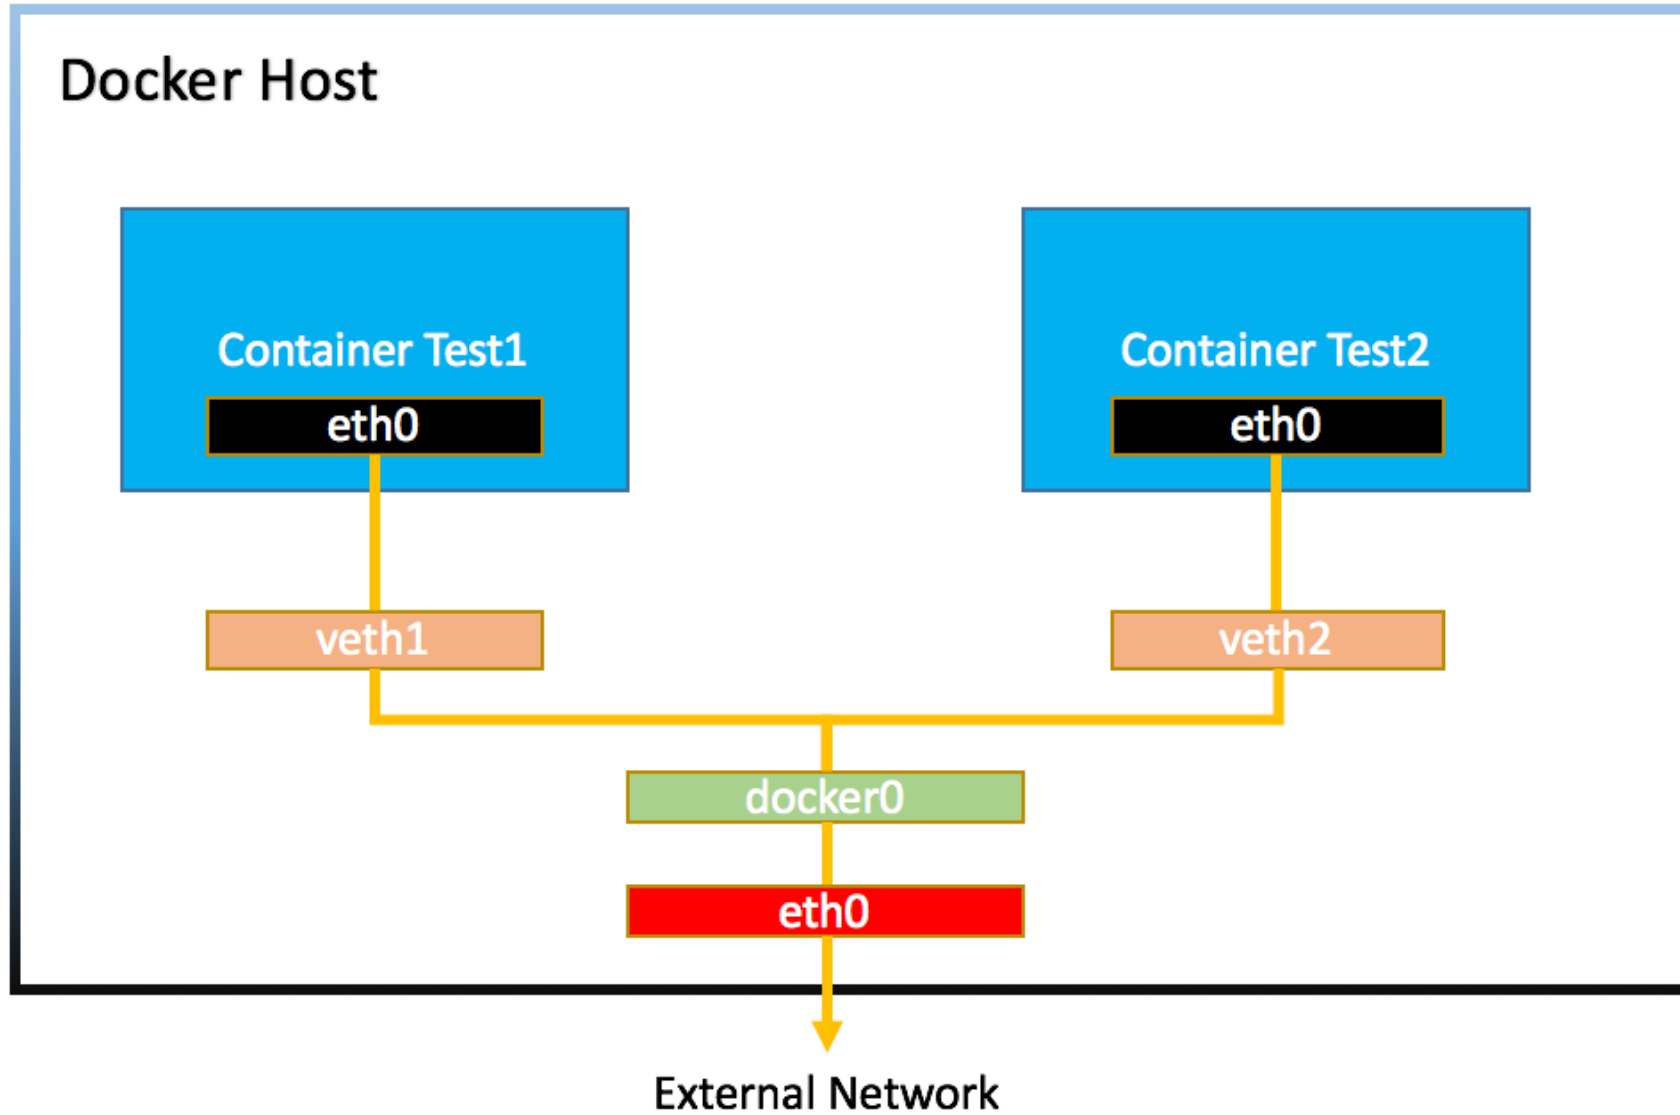 Docker Host
Container Test1
Container Test2
eth0
eth0
veth1
veth2
docker0
eth0
External Network